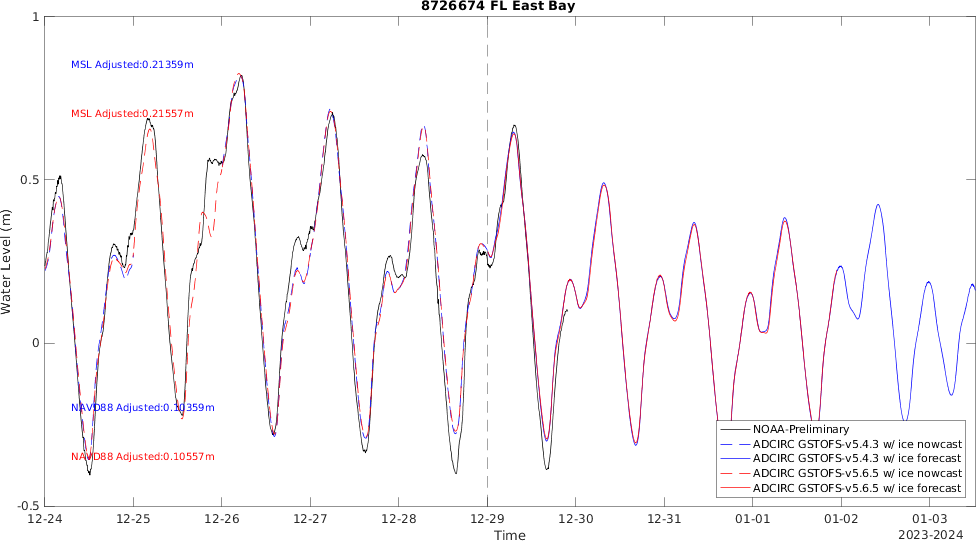 8726674 FL East Bay
1
MSL Adjusted:0.21359m
MSL Adjusted:0.21557m
0.5
Water Level (m)
0
NAVD88 Adjusted:0.10359m
NAVD88 Adjusted:0.10557m
-0.5
NOAA-Preliminary
ADCIRC GSTOFS-v5.4.3 w/ ice nowcast
ADCIRC GSTOFS-v5.4.3 w/ ice forecast
ADCIRC GSTOFS-v5.6.5 w/ ice nowcast
ADCIRC GSTOFS-v5.6.5 w/ ice forecast
12-24 12-25 12-26 12-27 12-28 12-29 12-30 12-31 01-01 01-02 01-03
Time
2023-2024